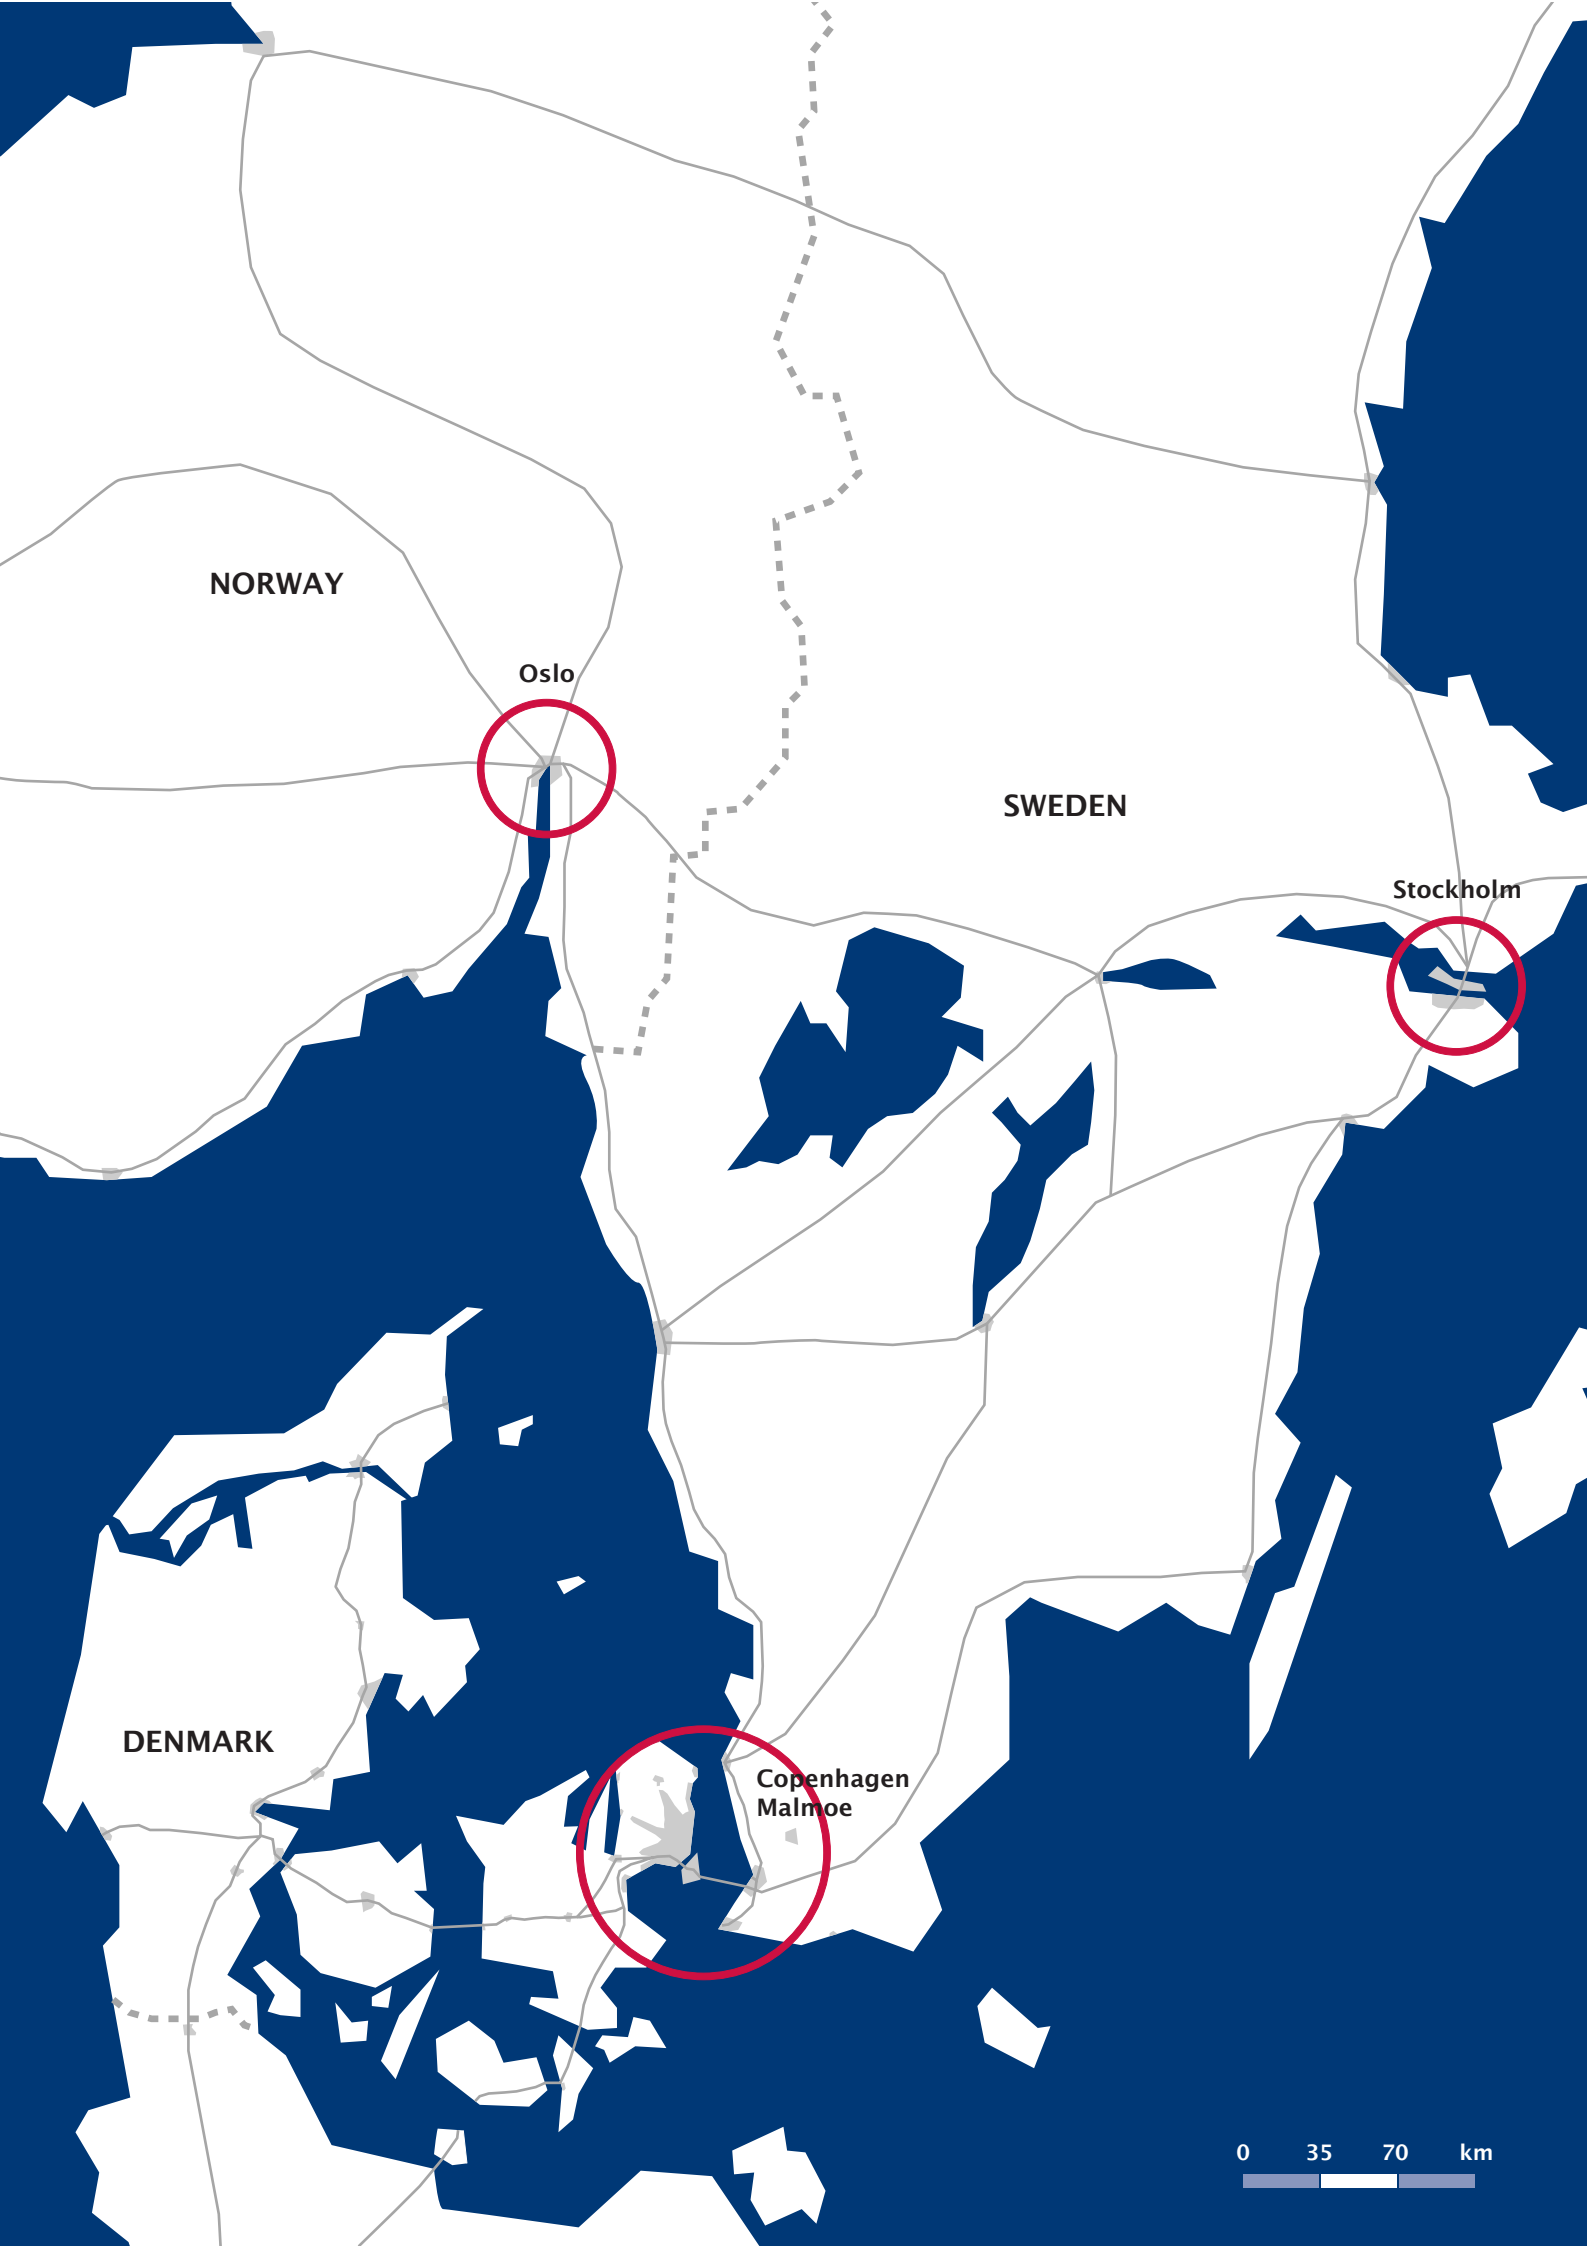 NORWAY
Oslo
SWEDEN
Stockholm
DENMARK
Copenhagen
Malmoe
0 35 70 km